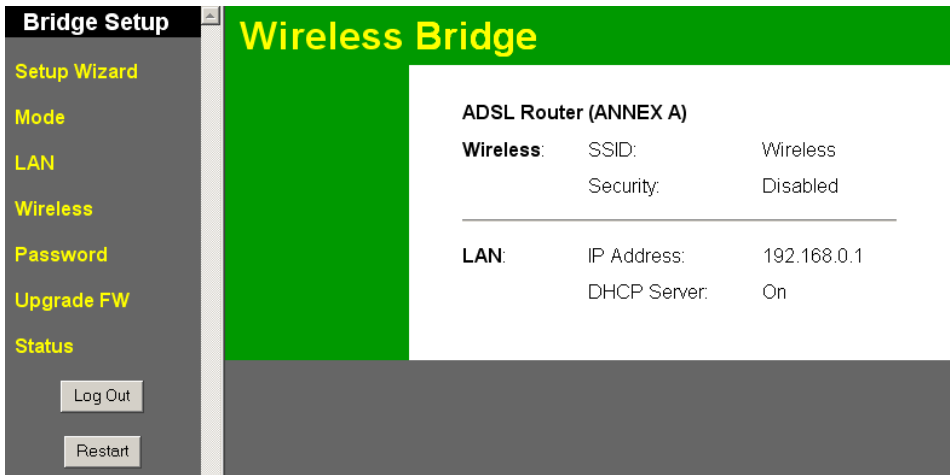 Bridge Setup
Setup Wizard
Mode
LAN
Wireless
Password
Upgrade FW
Status
Log Out
Restart
Wireless Bridge
ADSL Router (ANNEX A)
Wireless: SSID: Wireless
Security: Disabled
LAN: IP Address: 192.168.0.1
DHCP Server: On